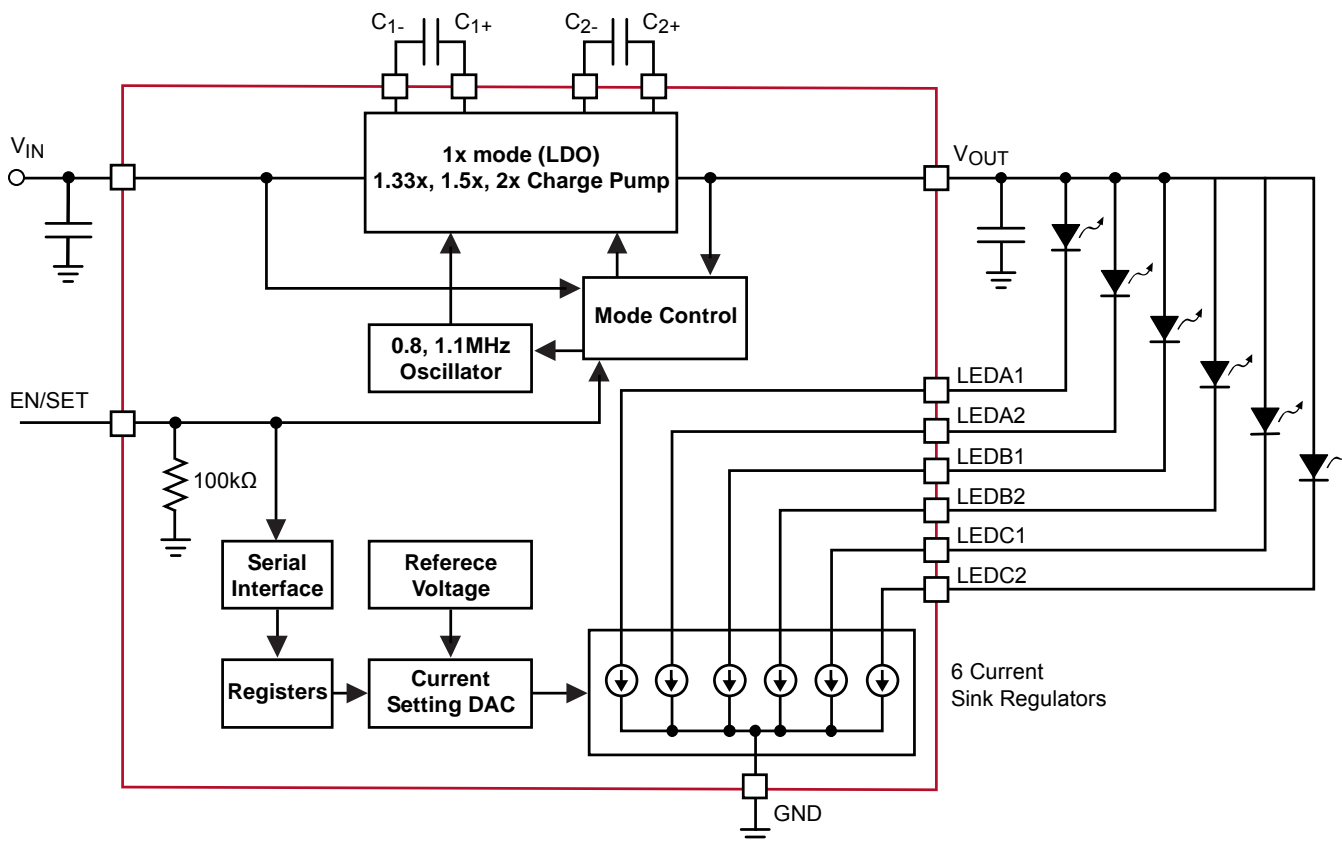 C1- C1+ C2- C2+
VIN
1x mode (LDO)
1.33x, 1.5x, 2x Charge Pump
VOUT
Mode Control
0.8, 1.1MHz
Oscillator
EN/SET
100kΩ
LEDA1
LEDA2
LEDB1
LEDB2
LEDC1
LEDC2
Serial
Interface
Referece
Voltage
Registers
Current
Setting DAC
6 Current
Sink Regulators
GND